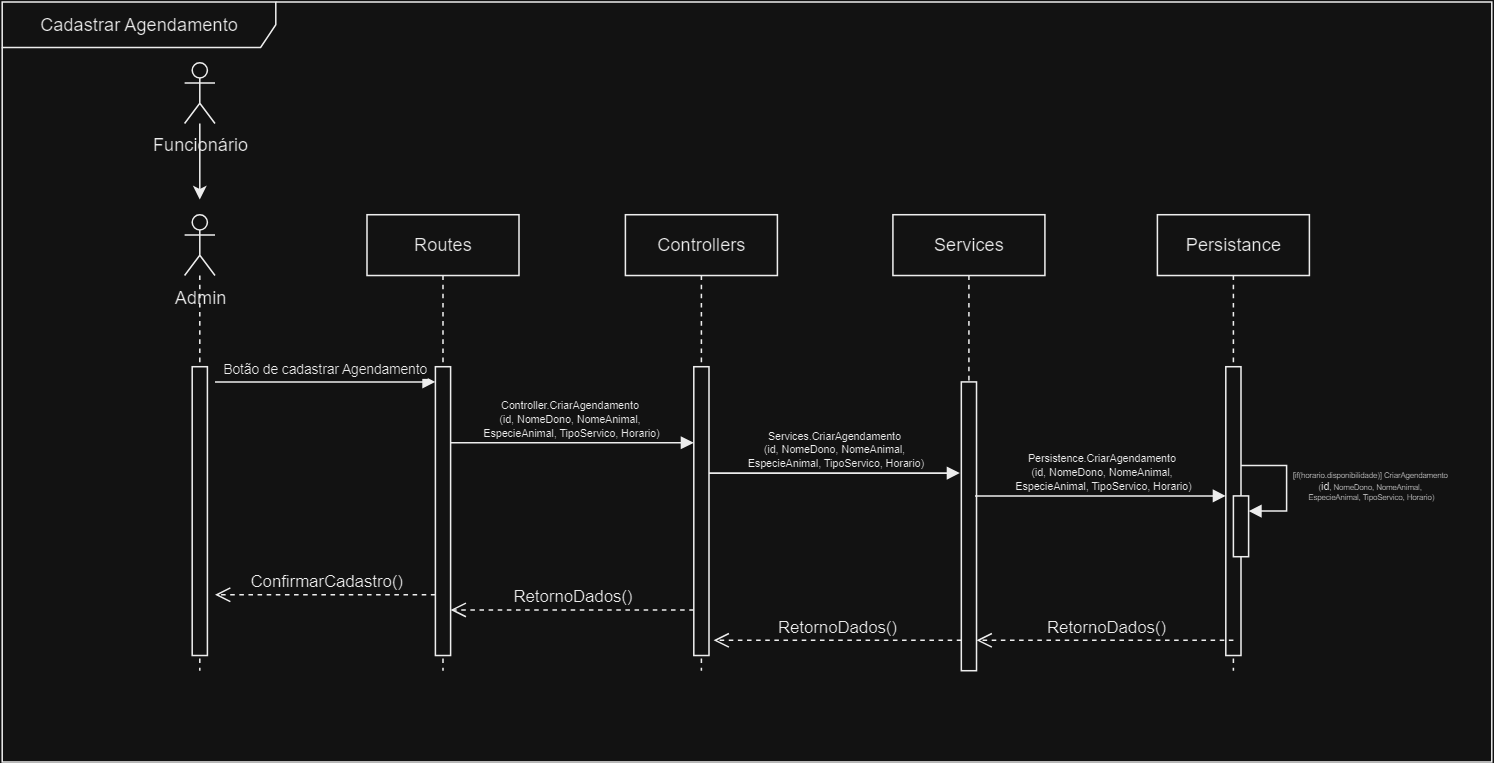 Cadastrar Agendamento
Funcionário
Admin
Routes
Controllers
Services
Persistance
Botão de cadastrar Agendamento
Controller.CriarAgendamento
(id, NomeDono, NomeAnimal,
EspecieAnimal, TipoServico, Horario)
Services.CriarAgendamento
(id, NomeDono, NomeAnimal,
EspecieAnimal, TipoServico, Horario)
Persistence.CriarAgendamento
(id, NomeDono, NomeAnimal,
EspecieAnimal, TipoServico, Horario)
[if(horario.disponibilidade)] CriarAgendamento
(id, NomeDono, NomeAnimal,
EspecieAnimal, TipoServico, Horario)
ConfirmarCadastro()
RetornoDados()
RetornoDados()
RetornoDados()